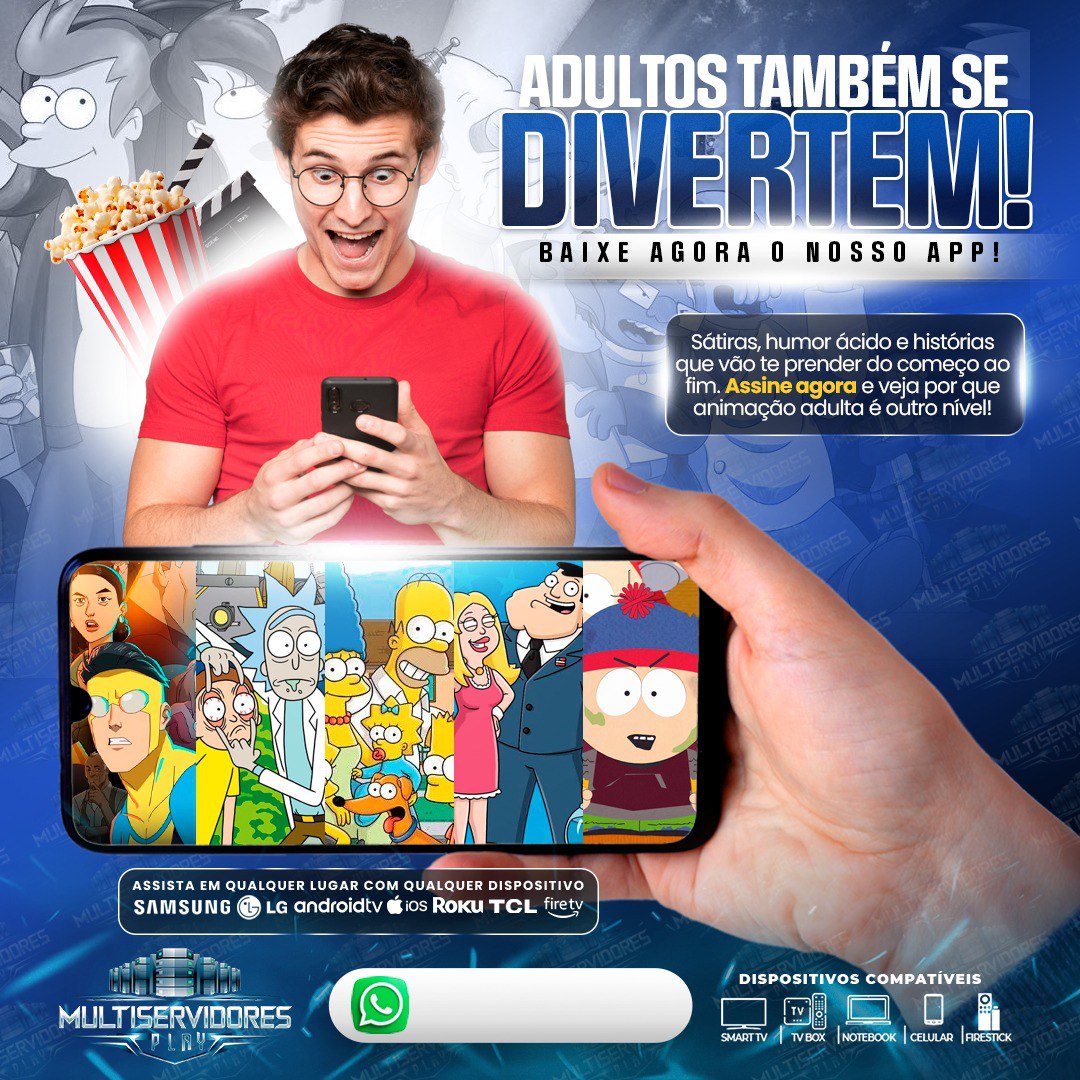 ADULTOS TAMBÉM SE
DIVERTEM!
BAIXE AGORA O NOSSO APP!
Sátiras, humor ácido e histórias
que vão te prender do começo ao
fim. Assine agora e veja por que
animação adulta é outro nível!
ASSISTA EM QUALQUER LUGAR COM QUALQUER DISPOSITIVO
SAMSUNG LG androidtv iOS Roku TCL firetv
MULTISERVIDORES
PLAY
DISPOSITIVOS COMPATÍVEIS
TV
SMART TV | TV BOX | NOTEBOOK | CELULAR | FIRESTICK